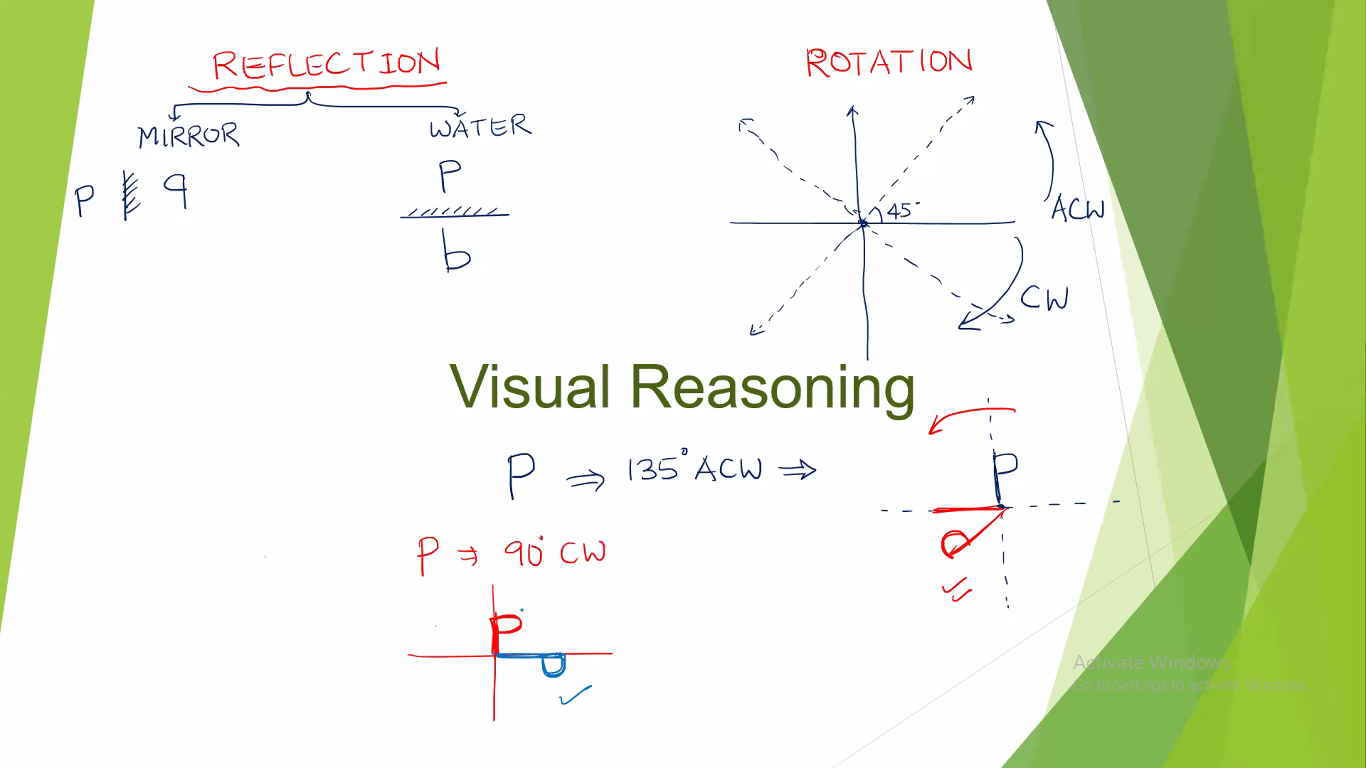 REFLECTION
MIRROR
WATER
P q
P
b
ROTATION
45°
ACW
CW
Visual Reasoning
P ⇒ 135° ACW ⇒
P
P ⇒ 90° CW
P
Activate Windows
Go to Settings to activate Windows.